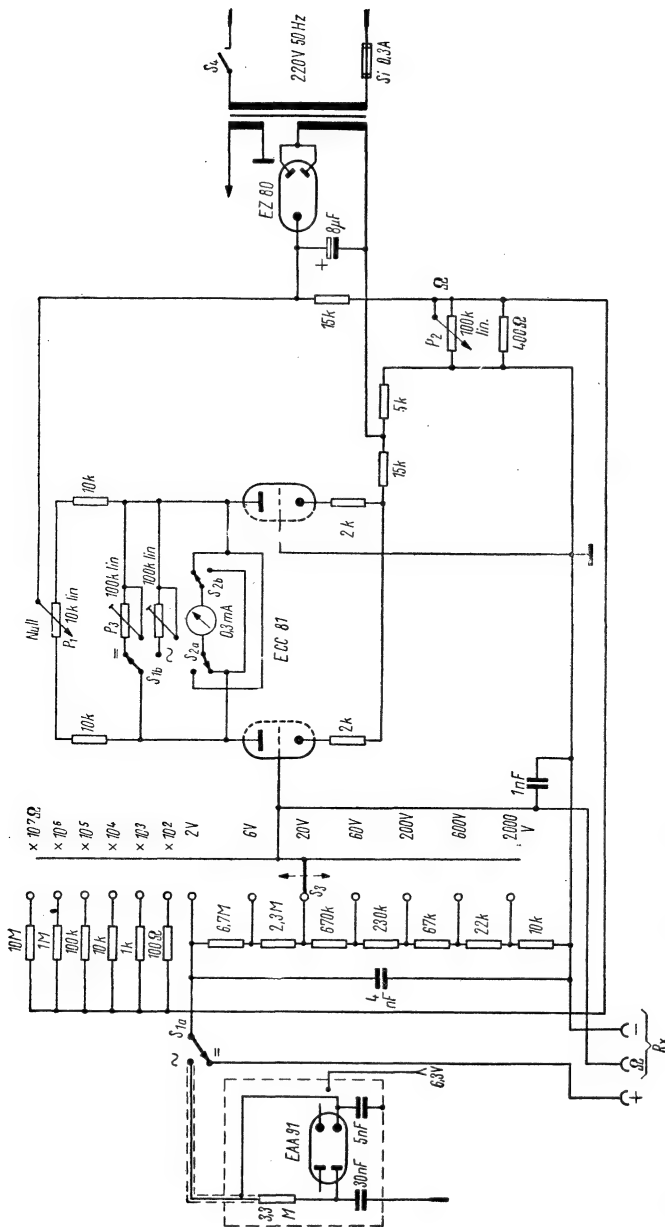 EAA91
3,3
M
30nF
5nF
6,3V
~
S1a
=
+
Ω
−
Rx
10M
1M
100k
10k
1k
100Ω
6,7M
2,3M
670k
230k
67k
22k
10k
4
nF
S3
× 10⁷Ω
× 10⁶
× 10⁵
× 10⁴
× 10³
× 10²
2V
6V
20V
60V
200V
600V
2000
V
1nF
Null
P1
10k lin
10k
10k
P3
100k lin
100k lin
=
~
S1b
S2a
S2b
0.3mA
ECC 81
2k
2k
15k
5k
15k
P2
100k
lin.
Ω
400Ω
+
8μF
EZ 80
S4
220V 50Hz
Si 0.3A